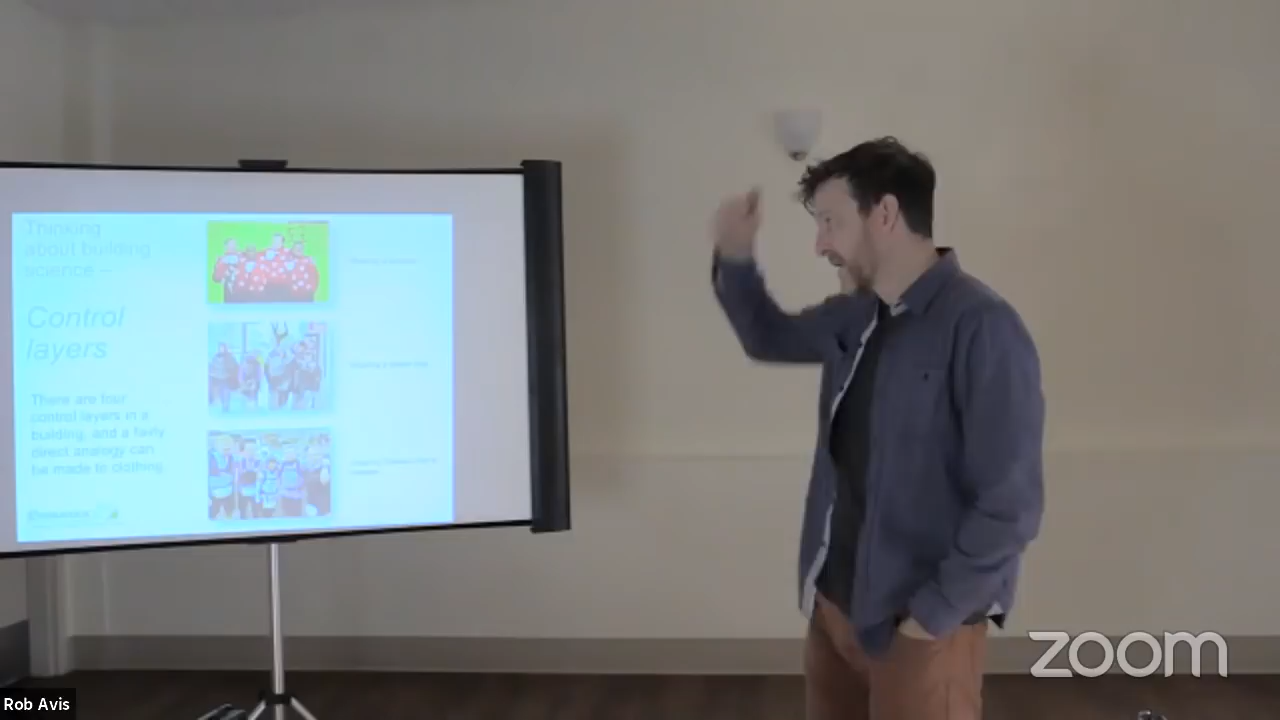 Thinking
about building
science –
Control
layers
There are four
control layers in a
building, and a fairly
direct analogy can
be made to clothing.
Rob Avis
zoom